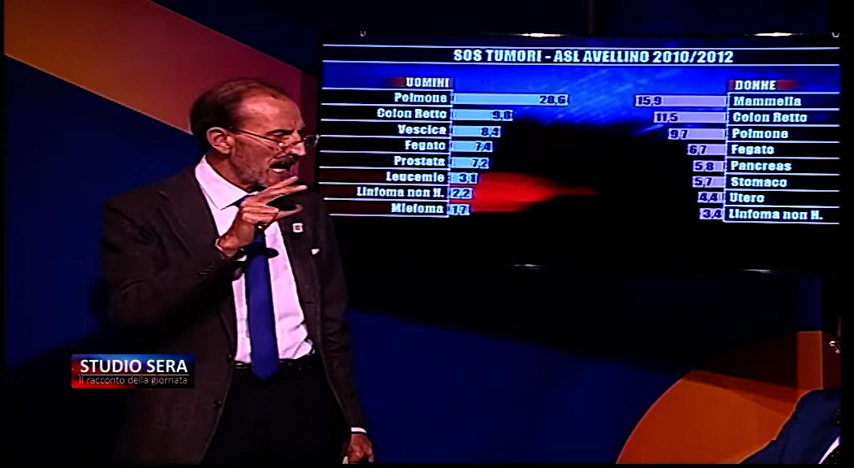 SOS TUMORI - ASL AVELLINO 2010/2012
UOMINI
Polmone 28,6
Colon Retto 9,8
Vescica 8,4
Fegato 7,4
Prostata 7,2
Leucemie 3,1
Linfoma non H. 2,2
Mieloma 1,7
DONNE
15,9 Mammella
11,5 Colon Retto
9,7 Polmone
6,7 Fegato
5,8 Pancreas
5,7 Stomaco
4,4 Utero
3,4 Linfoma non H.
STUDIO SERA
Il racconto della giornata